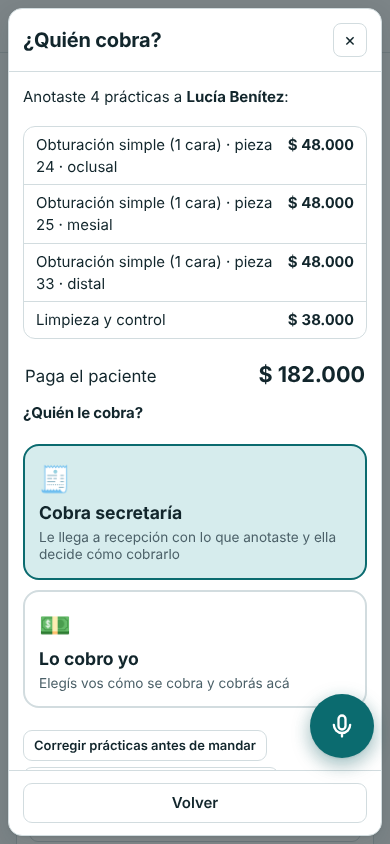 ¿Quién cobra?
×
Anotaste 4 prácticas a Lucía Benítez:
Obturación simple (1 cara) · pieza $ 48.000
24 · oclusal
Obturación simple (1 cara) · pieza $ 48.000
25 · mesial
Obturación simple (1 cara) · pieza $ 48.000
33 · distal
Limpieza y control $ 38.000
Paga el paciente $ 182.000
¿Quién le cobra?
Cobra secretaría
Le llega a recepción con lo que anotaste y ella
decide cómo cobrarlo
Lo cobro yo
Elegís vos cómo se cobra y cobrás acá
Corregir prácticas antes de mandar
Volver